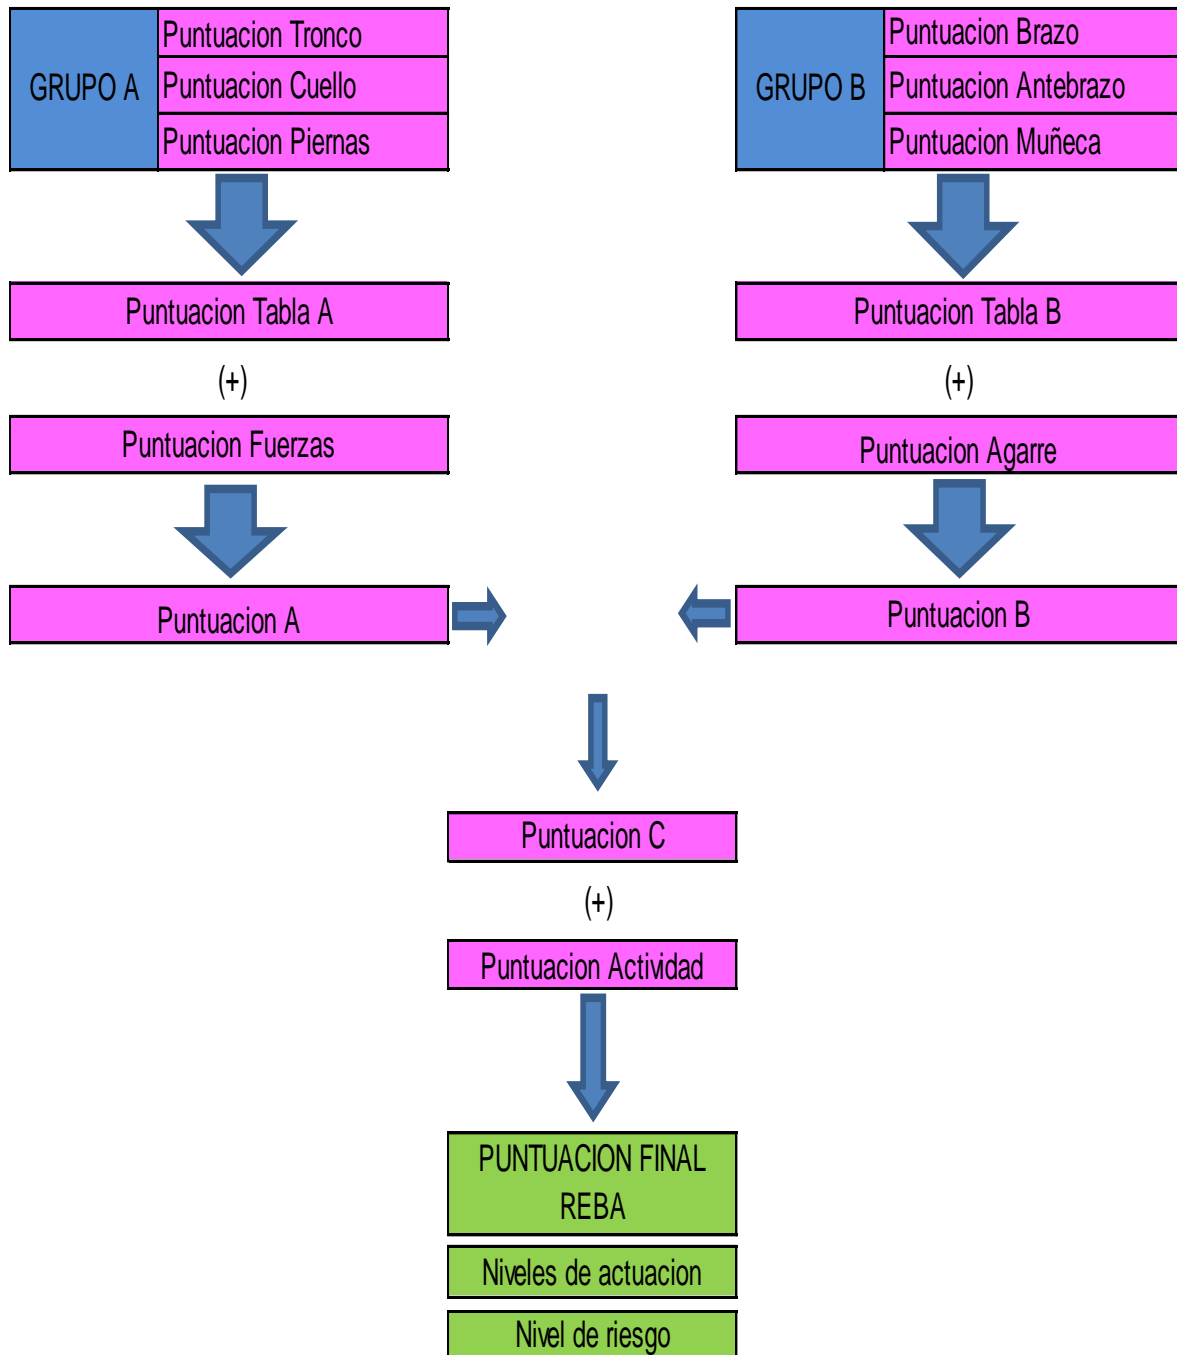 GRUPO A
Puntuacion Tronco
Puntuacion Cuello
Puntuacion Piernas
GRUPO B
Puntuacion Brazo
Puntuacion Antebrazo
Puntuacion Muñeca
Puntuacion Tabla A
Puntuacion Tabla B
(+)
(+)
Puntuacion Fuerzas
Puntuacion Agarre
Puntuacion A
Puntuacion B
Puntuacion C
(+)
Puntuacion Actividad
PUNTUACION FINAL
REBA
Niveles de actuacion
Nivel de riesgo